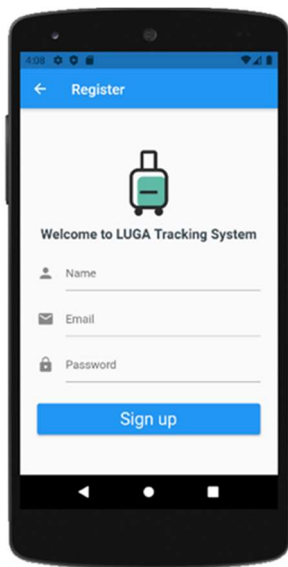 4:08
Register
Welcome to LUGA Tracking System
Name
Email
Password
Sign up